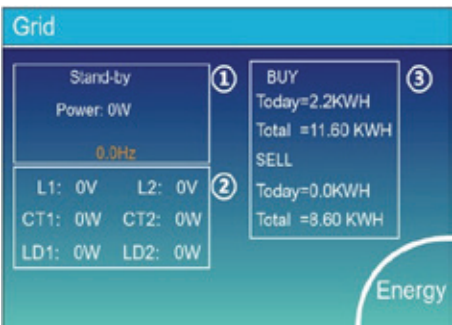 Grid
Stand-by
Power: 0W
0.0Hz
①
L1: 0V L2: 0V
CT1: 0W CT2: 0W
LD1: 0W LD2: 0W
②
BUY
Today=2.2KWH
Total =11.60 KWH
SELL
Today=0.0KWH
Total =8.60 KWH
③
Energy